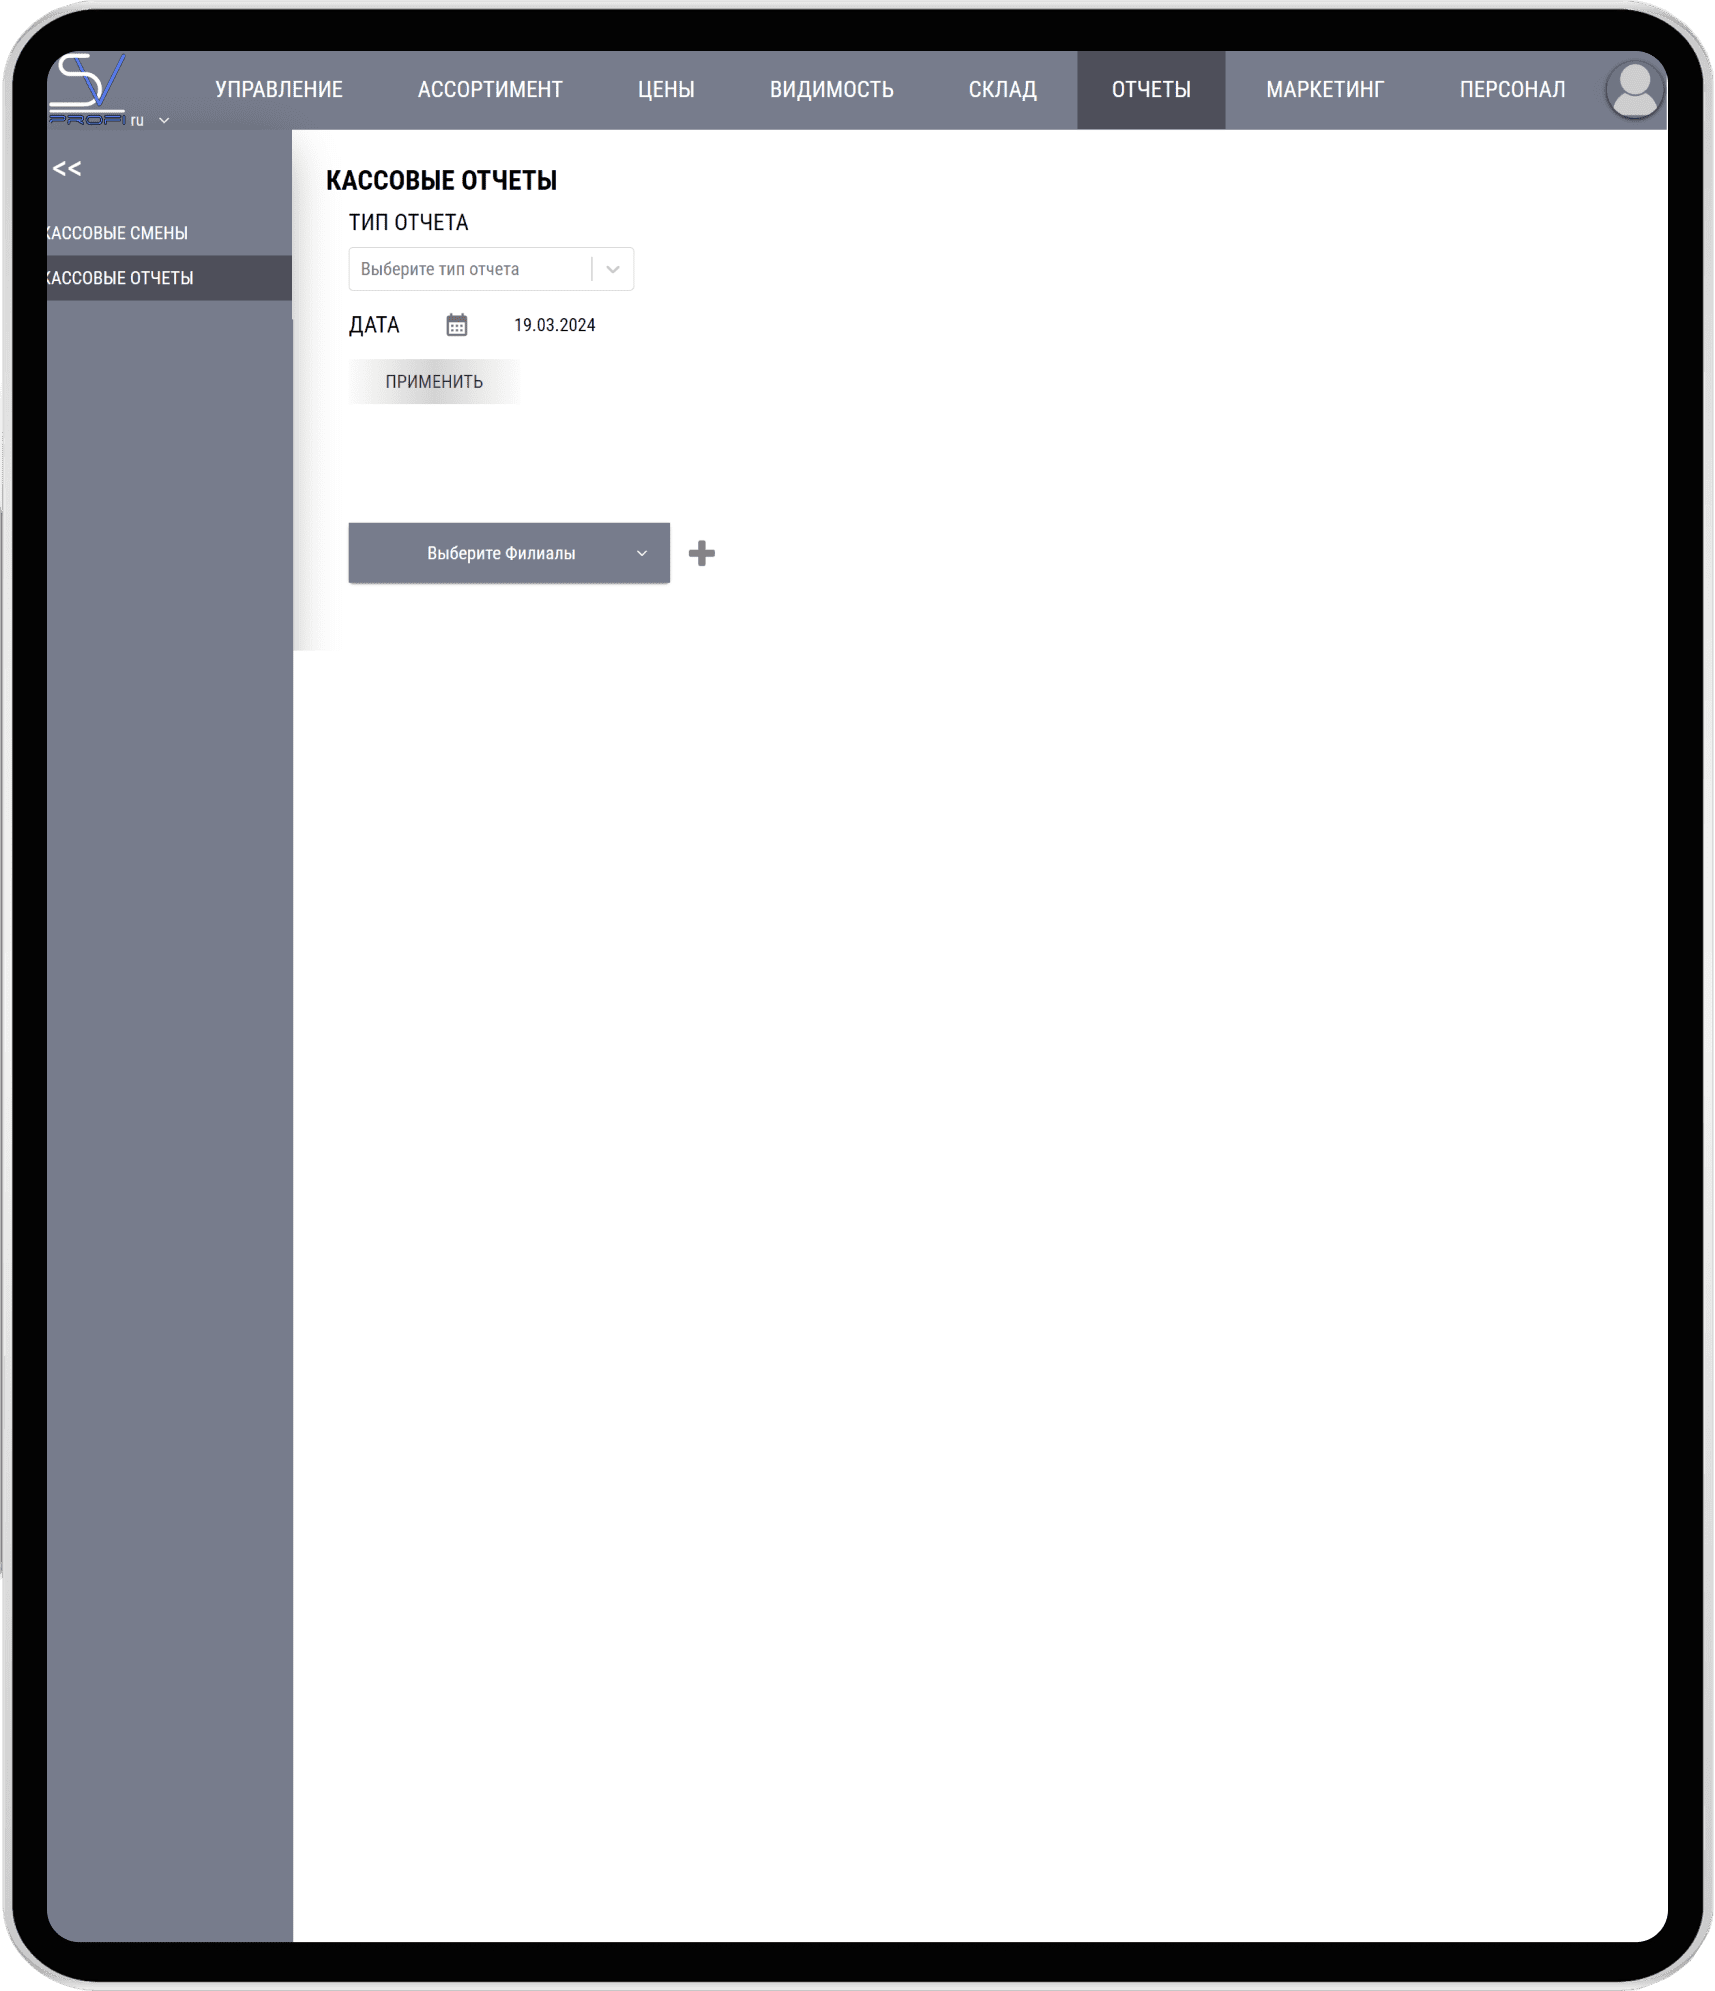 SV
PROFI
ru
УПРАВЛЕНИЕ
АССОРТИМЕНТ
ЦЕНЫ
ВИДИМОСТЬ
СКЛАД
ОТЧЕТЫ
МАРКЕТИНГ
ПЕРСОНАЛ
<<
КАССОВЫЕ СМЕНЫ
КАССОВЫЕ ОТЧЕТЫ
КАССОВЫЕ ОТЧЕТЫ
ТИП ОТЧЕТА
Выберите тип отчета
ДАТА
19.03.2024
ПРИМЕНИТЬ
Выберите Филиалы